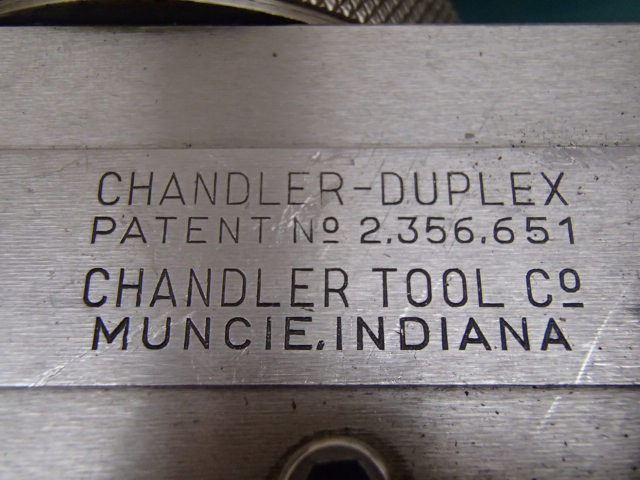 CHANDLER-DUPLEX
PATENT Nº 2,356,651
CHANDLER TOOL Cº
MUNCIE, INDIANA